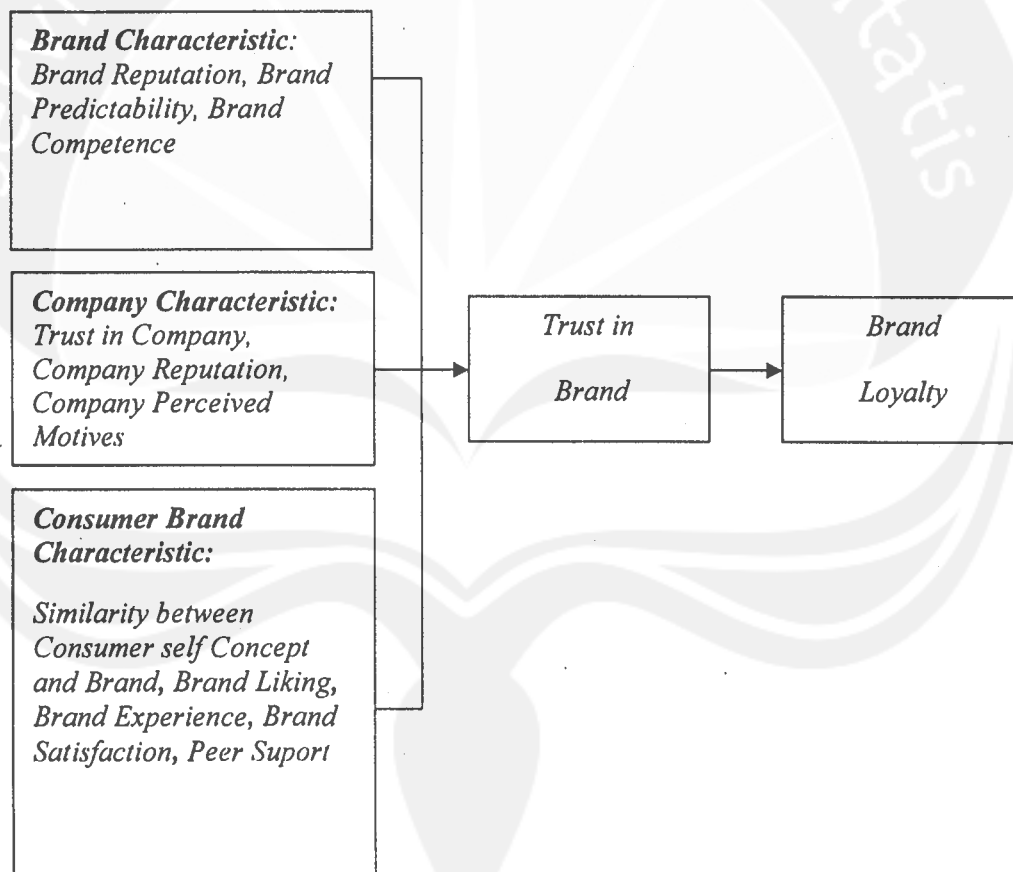 Brand Characteristic:
Brand Reputation, Brand
Predictability, Brand
Competence
Company Characteristic:
Trust in Company,
Company Reputation,
Company Perceived
Motives
Trust in
Brand
Brand
Loyalty
Consumer Brand
Characteristic:
Similarity between
Consumer self Concept
and Brand, Brand Liking,
Brand Experience, Brand
Satisfaction, Peer Suport